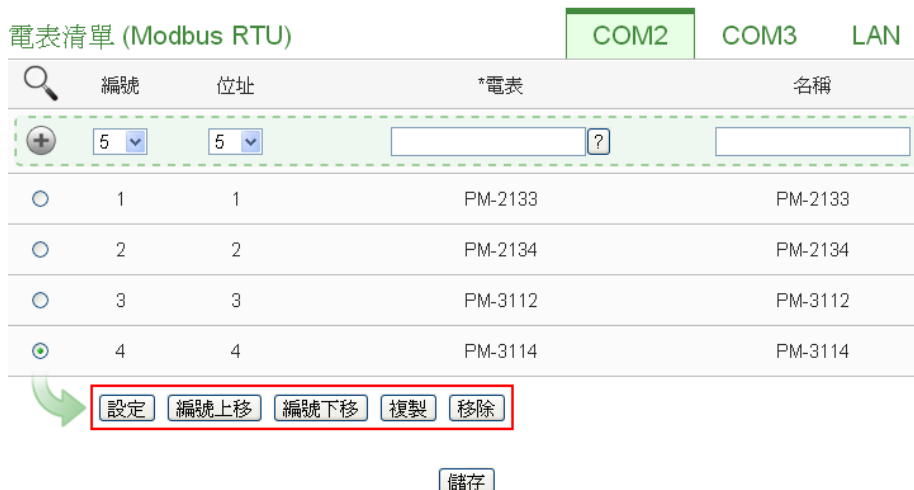 電表清單 (Modbus RTU) COM2 COM3 LAN
編號 位址 *電表 名稱
5 5 ?
1 1 PM-2133 PM-2133
2 2 PM-2134 PM-2134
3 3 PM-3112 PM-3112
4 4 PM-3114 PM-3114
設定 編號上移 編號下移 複製 移除
儲存